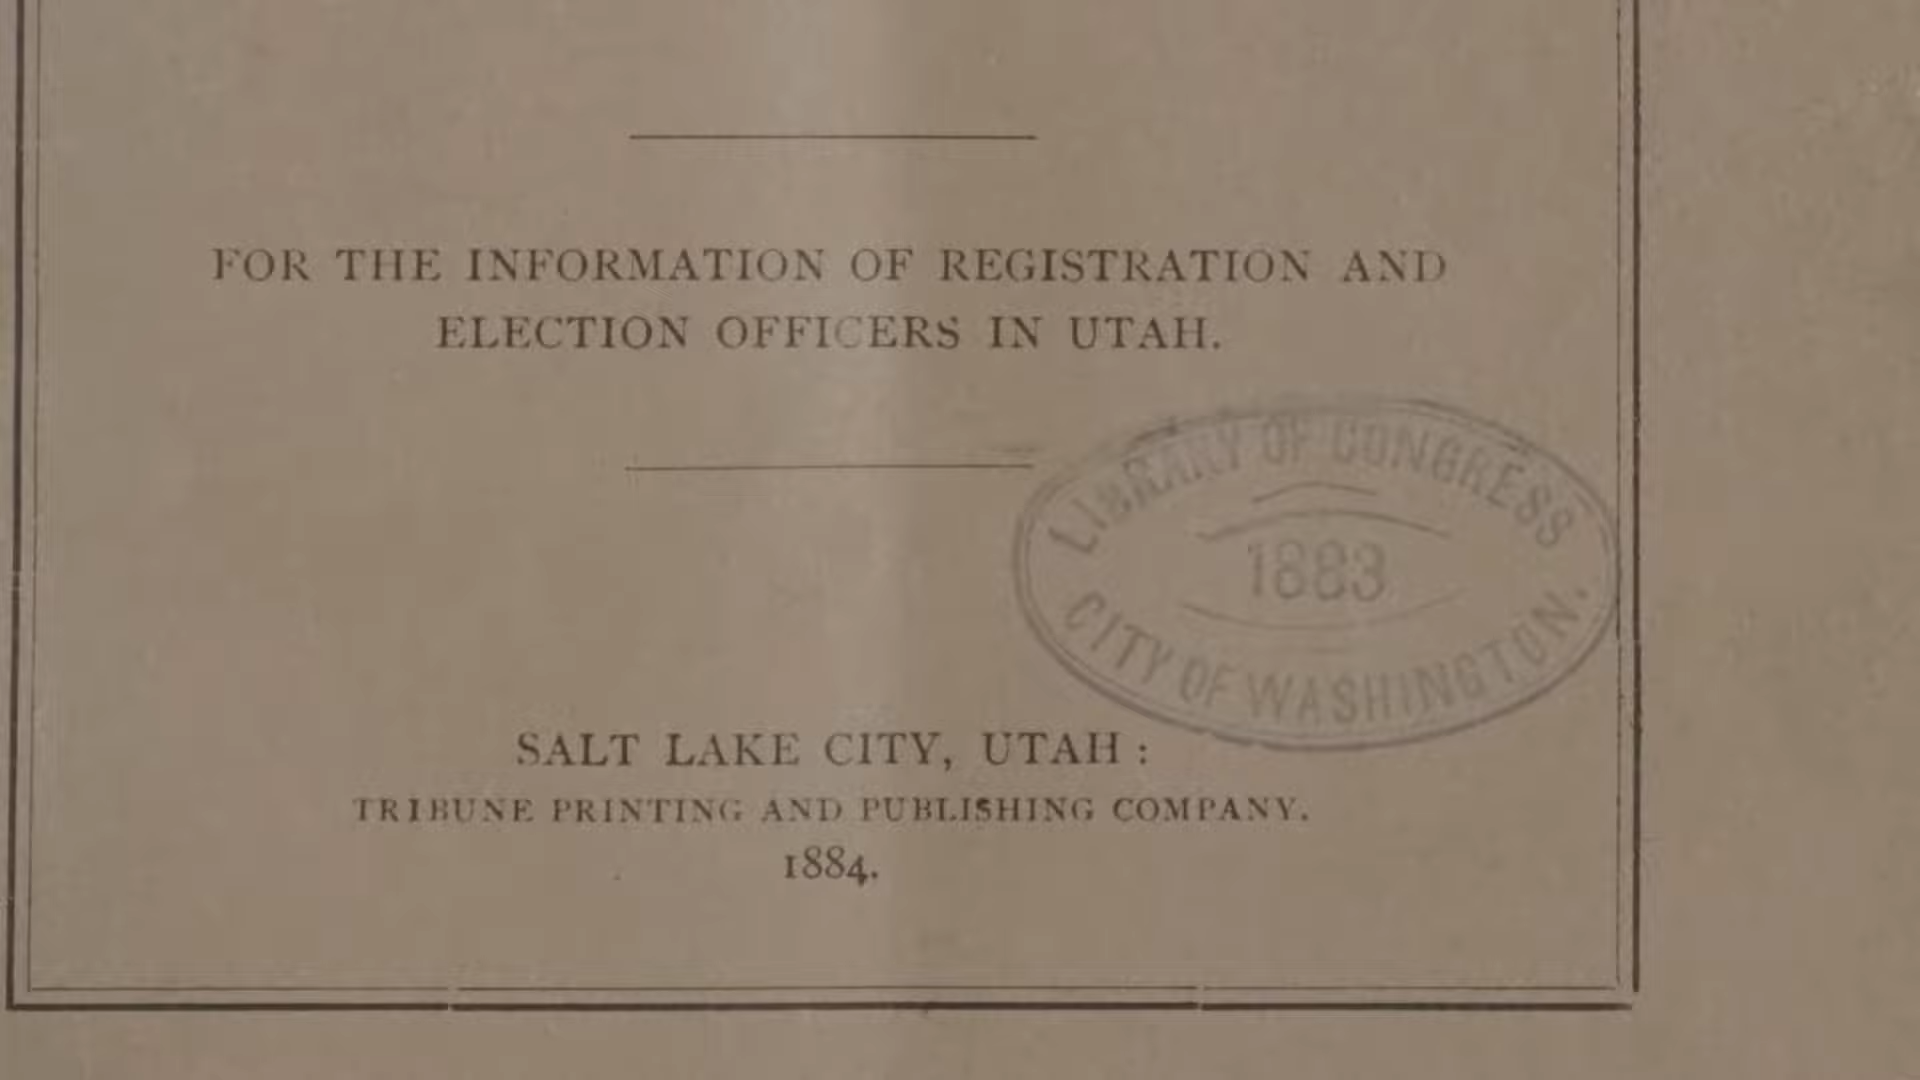 FOR THE INFORMATION OF REGISTRATION AND
ELECTION OFFICERS IN UTAH.
LIBRARY OF CONGRESS
1883
CITY OF WASHINGTON.
SALT LAKE CITY, UTAH:
TRIBUNE PRINTING AND PUBLISHING COMPANY.
1884.